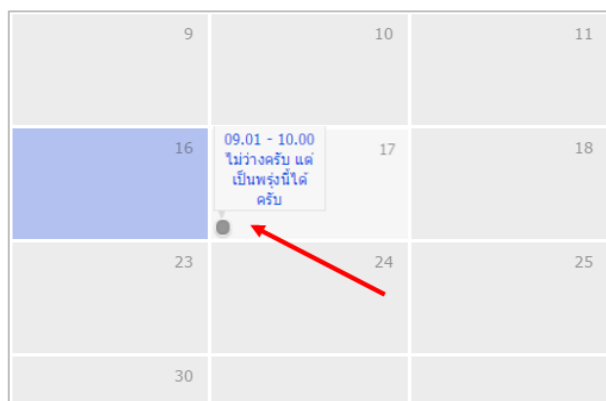 9 10 11
16
09.01 - 10.00
ไม่ว่างครับ แต่
เป็นพรุ่งนี้ได้
ครับ
17 18
23 24 25
30